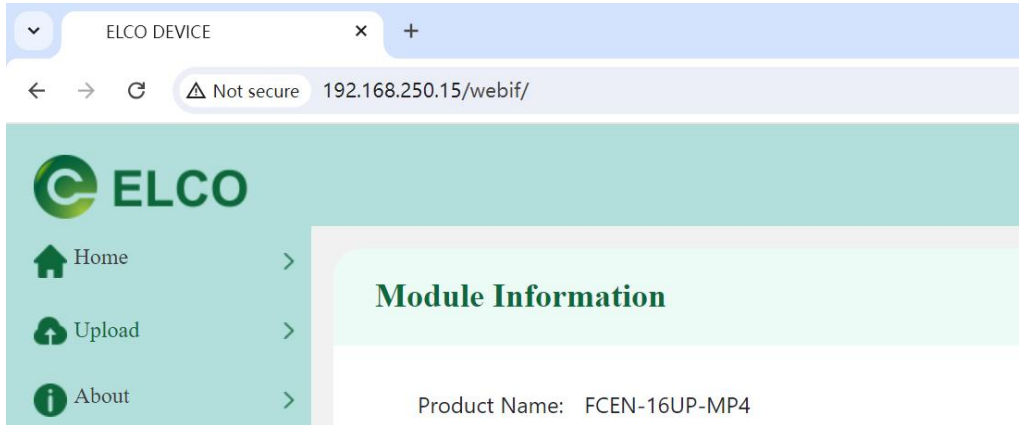 ELCO DEVICE
Not secure 192.168.250.15/webif/
ELCO
Home
Upload
About
Module Information
Product Name: FCEN-16UP-MP4